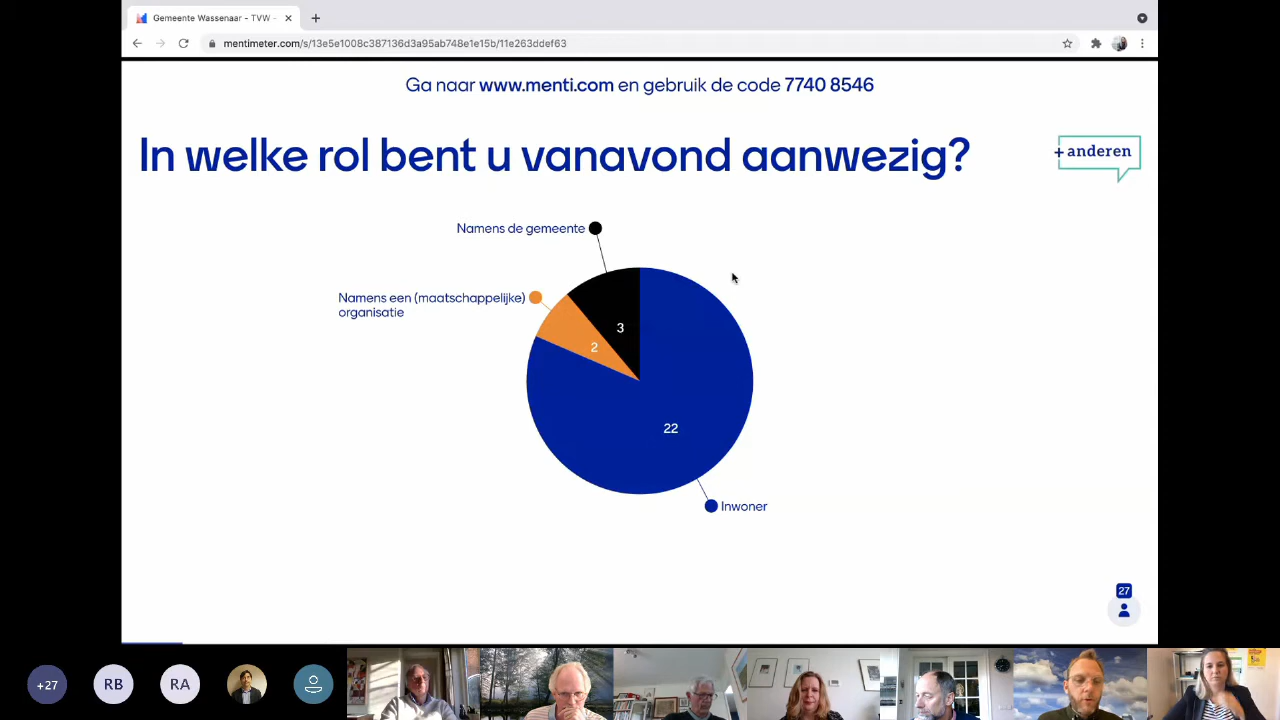 Gemeente Wassenaar - TVW -
mentimeter.com/s/13e5e1008c387136d3a95ab748e1e15b/11e263ddef63
Ga naar www.menti.com en gebruik de code 7740 8546
In welke rol bent u vanavond aanwezig?
+anderen
Namens de gemeente
Namens een (maatschappelijke)
organisatie
3
2
22
Inwoner
27
+27
RB
RA